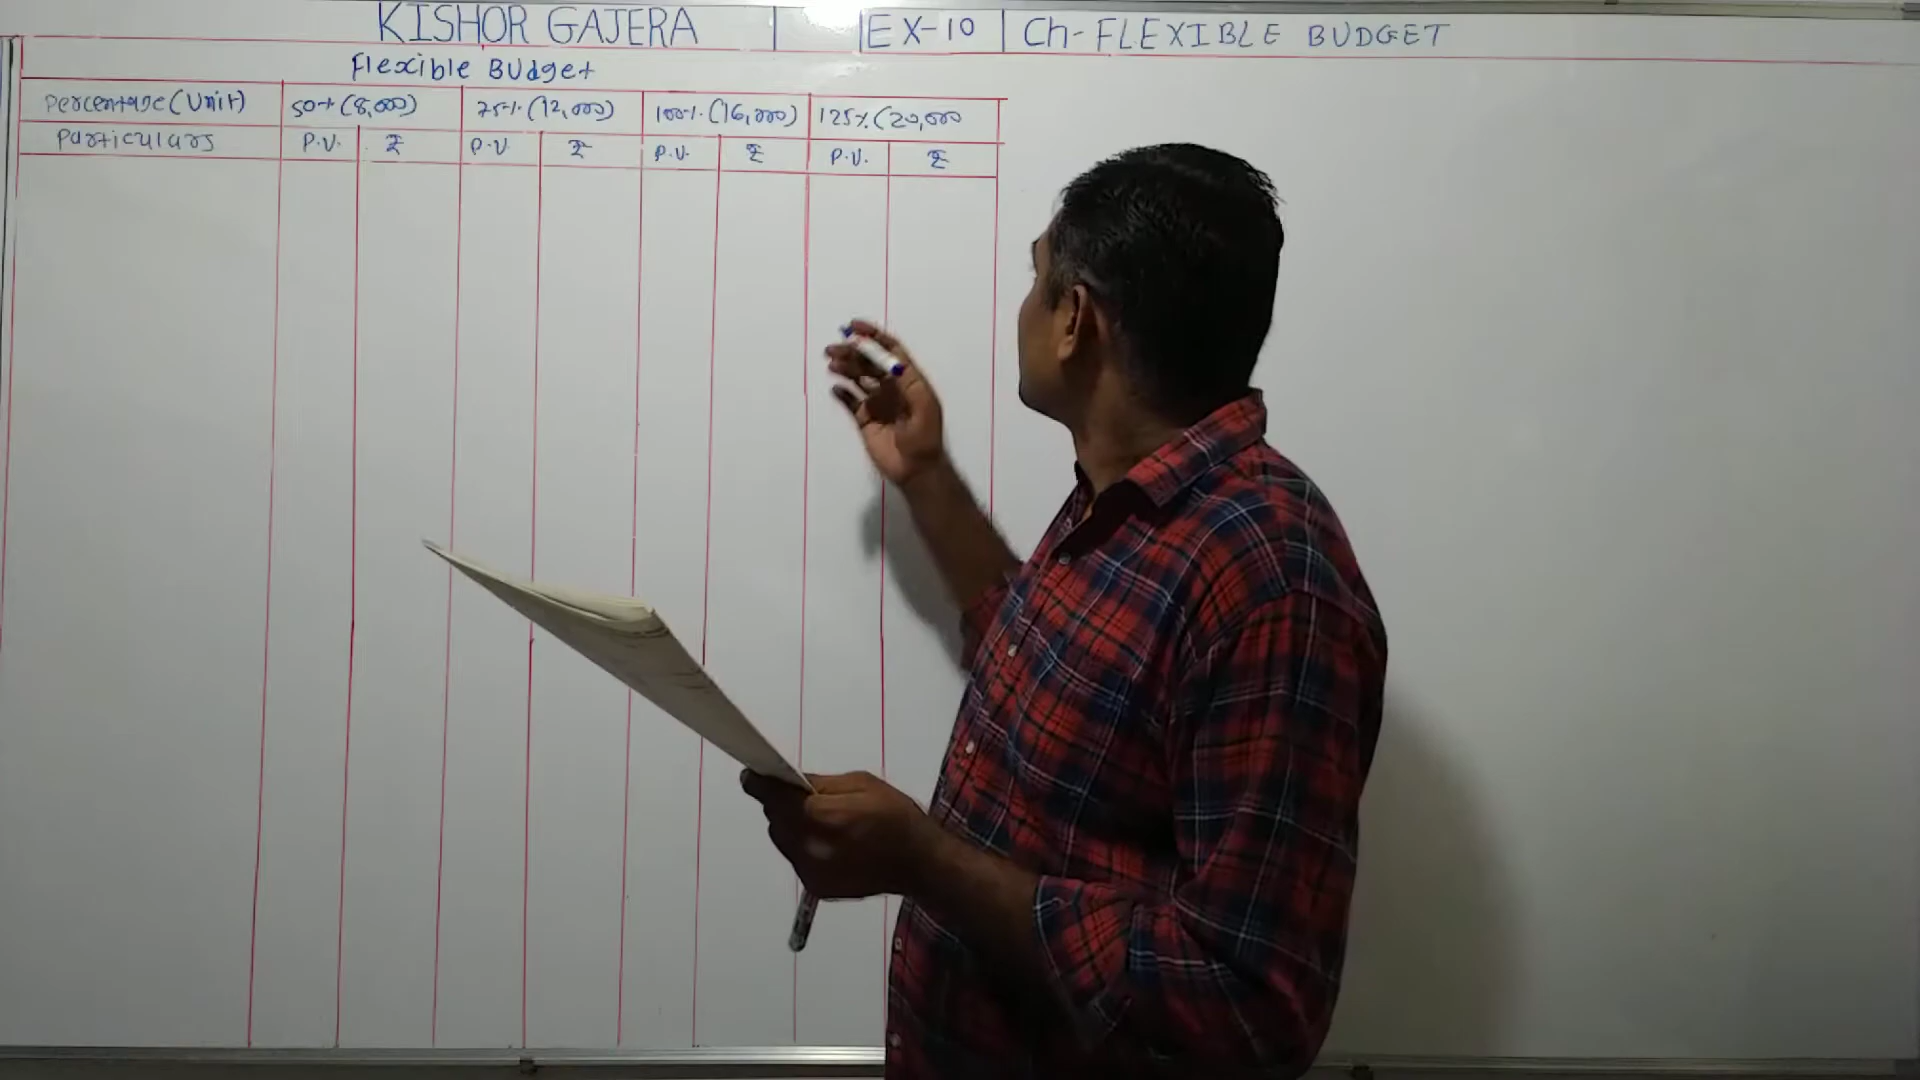 KISHOR GAJERA EX-10 Ch-FLEXIBLE BUDGET
Flexible BUdget
Percentage(Unit) 50% (8,000) 75% (12,000) 100% (16,000) 125% (20,000
Particulars P.U. ₹ P.U. ₹ P.U. ₹ P.U. ₹